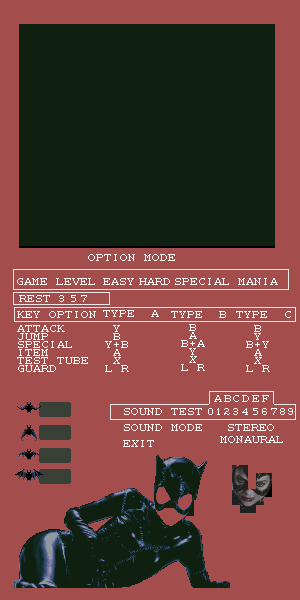 OPTION MODE
GAME LEVEL EASY HARD SPECIAL MANIA
REST 3 5 7
KEY OPTION TYPE A TYPE B TYPE C
ATTACK Y B B
JUMP B A Y
SPECIAL Y+B B+A B+Y
ITEM A Y A
TEST TUBE X X X
GUARD L R L R L R
ABCDEF
SOUND TEST 0123456789
SOUND MODE STEREO
EXIT MONAURAL